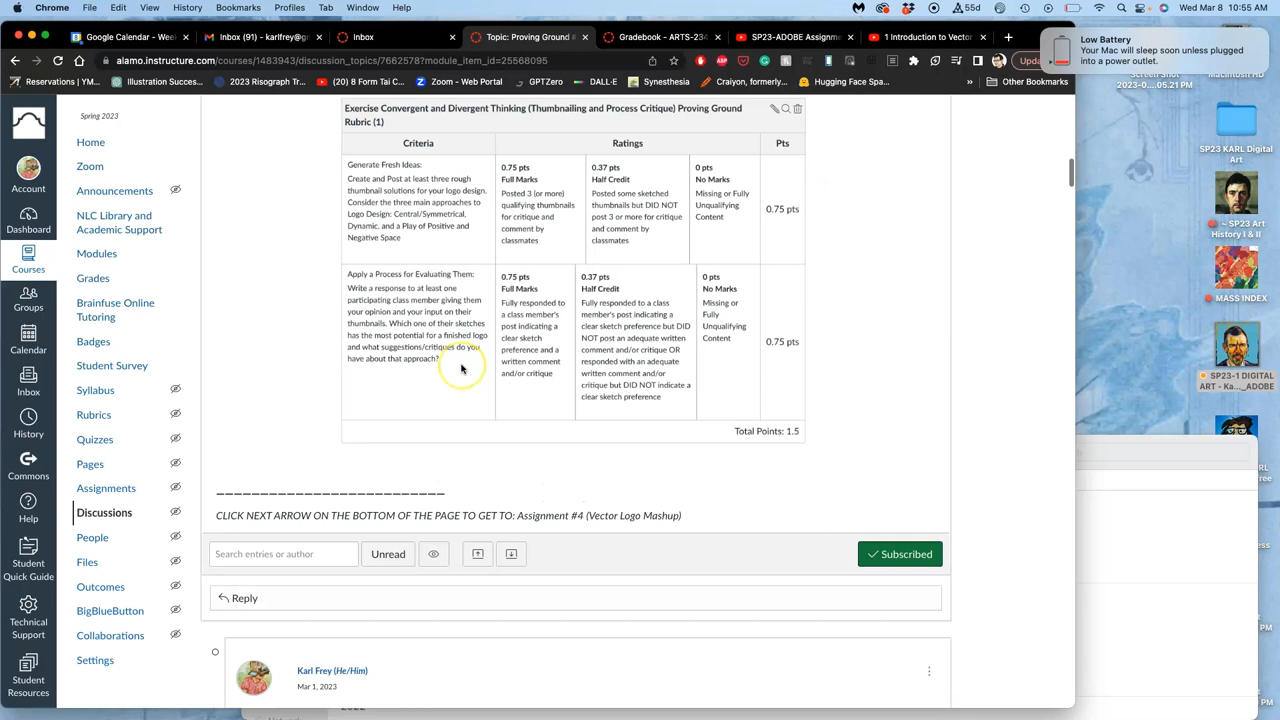 Chrome File Edit View History Bookmarks Profiles Tab Window Help 55d Wed Mar 8 10:55 AM
Google Calendar - Wee Inbox (91) - karlfrey@gm Inbox Topic: Proving Ground # Gradebook - ARTS-234 SP23-ADOBE Assignme 1 Introduction to Vector
alamo.instructure.com/courses/1483943/discussion_topics/7662578?module_item_id=25568095
Reservations | YM... Illustration Succes... 2023 Risograph Tr... (20) 8 Form Tai C... Zoom - Web Portal GPTZero DALL·E Synesthesia Craiyon, formerly... Hugging Face Spa... Other Bookmarks
Low Battery
Your Mac will sleep soon unless plugged
into a power outlet.
Screen Shot
2023-0....05.21 PM
Macintosh HD
SP23 KARL Digital
Art
~ SP23 Art
History I & II
MASS INDEX
SP23-1 DIGITAL
ART - Ka..._ADOBE
Spring 2023
Home
Zoom
Announcements
NLC Library and
Academic Support
Modules
Grades
Brainfuse Online
Tutoring
Badges
Student Survey
Syllabus
Rubrics
Quizzes
Pages
Assignments
Discussions
People
Files
Outcomes
BigBlueButton
Collaborations
Settings
Account
Dashboard
Courses
Groups
Calendar
Inbox
History
Commons
Help
Student
Quick Guide
Technical
Support
Student
Resources
Exercise Convergent and Divergent Thinking (Thumbnailing and Process Critique) Proving Ground
Rubric (1)
Criteria Ratings Pts
Generate Fresh Ideas:
Create and Post at least three rough
thumbnail solutions for your logo design.
Consider the three main approaches to
Logo Design: Central/Symmetrical,
Dynamic, and a Play of Positive and
Negative Space
0.75 pts
Full Marks
Posted 3 (or more)
qualifying thumbnails
for critique and
comment by
classmates
0.37 pts
Half Credit
Posted some sketched
thumbnails but DID NOT
post 3 or more for critique
and comment by
classmates
0 pts
No Marks
Missing or Fully
Unqualifying
Content
0.75 pts
Apply a Process for Evaluating Them:
Write a response to at least one
participating class member giving them
your opinion and your input on their
thumbnails. Which one of their sketches
has the most potential for a finished logo
and what suggestions/critiques do you
have about that approach?
0.75 pts
Full Marks
Fully responded to
a class member's
post indicating a
clear sketch
preference and a
written comment
and/or critique
0.37 pts
Half Credit
Fully responded to a class
member's post indicating a
clear sketch preference but DID
NOT post an adequate written
comment and/or critique OR
responded with an adequate
written comment and/or
critique but DID NOT indicate a
clear sketch preference
0 pts
No Marks
Missing or
Fully
Unqualifying
Content
0.75 pts
Total Points: 1.5
__________________________
CLICK NEXT ARROW ON THE BOTTOM OF THE PAGE TO GET TO: Assignment #4 (Vector Logo Mashup)
Search entries or author Unread Subscribed
Reply
Karl Frey (He/Him)
Mar 1, 2023